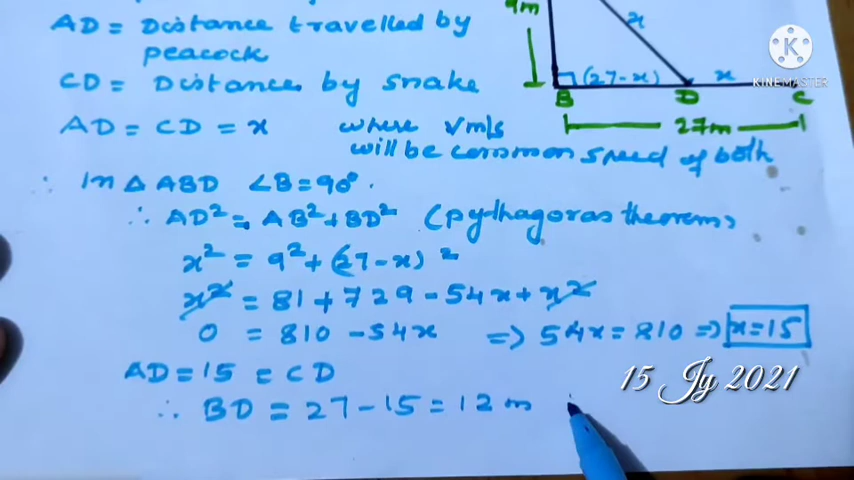 AD = Distance travelled by
peacock
CD = Distance by snake
AD = CD = x where Vm/s
will be common speed of both
9m
x
(27-x) x
B D C
27m
K
KINEMASTER
In △ ABD ∠B = 90°.
∴ AD² = AB² + BD² (pythagoras theorem)
x² = 9² + (27-x)²
x² = 81 + 729 - 54x + x²
0 = 810 - 54x => 54x = 810 => x = 15
AD = 15 = CD
15 Jy 2021
∴ BD = 27 - 15 = 12 m